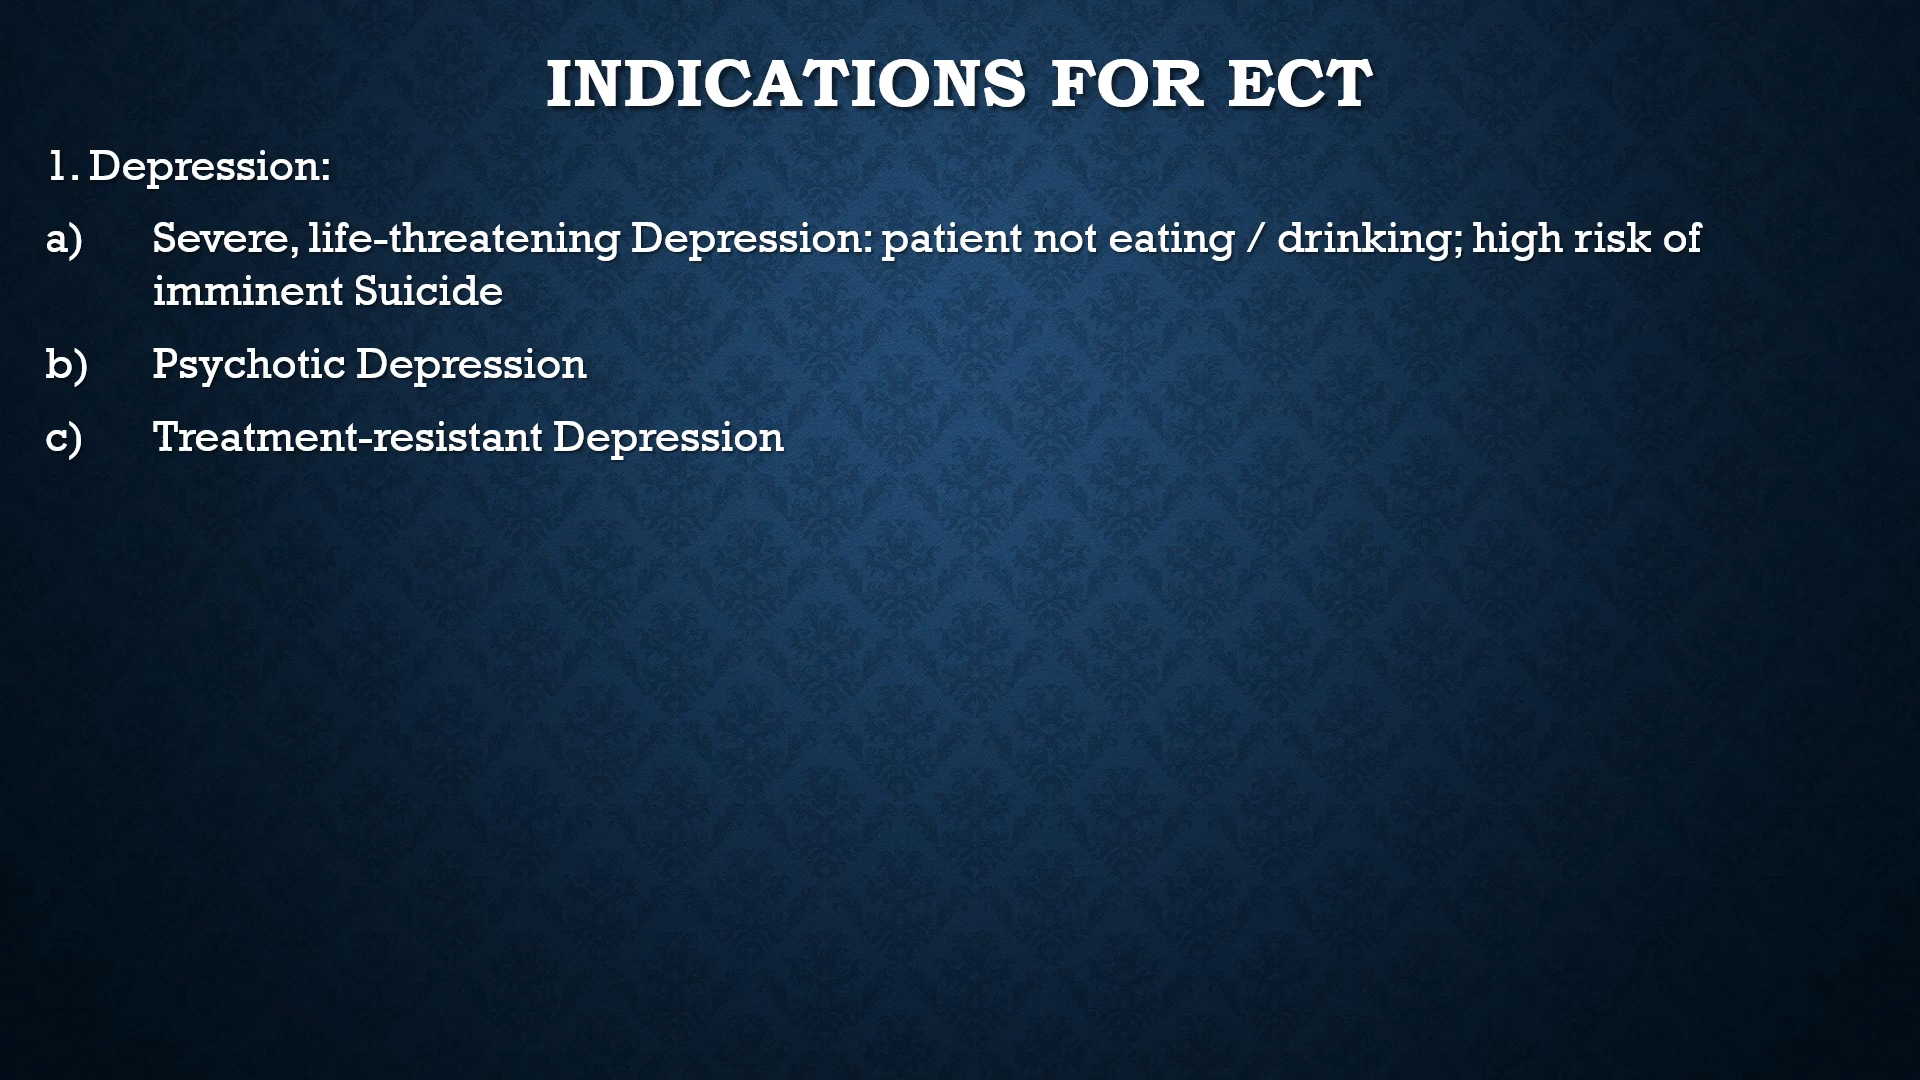 INDICATIONS FOR ECT
1. Depression:
a) Severe, life-threatening Depression: patient not eating / drinking; high risk of
imminent Suicide
b) Psychotic Depression
c) Treatment-resistant Depression